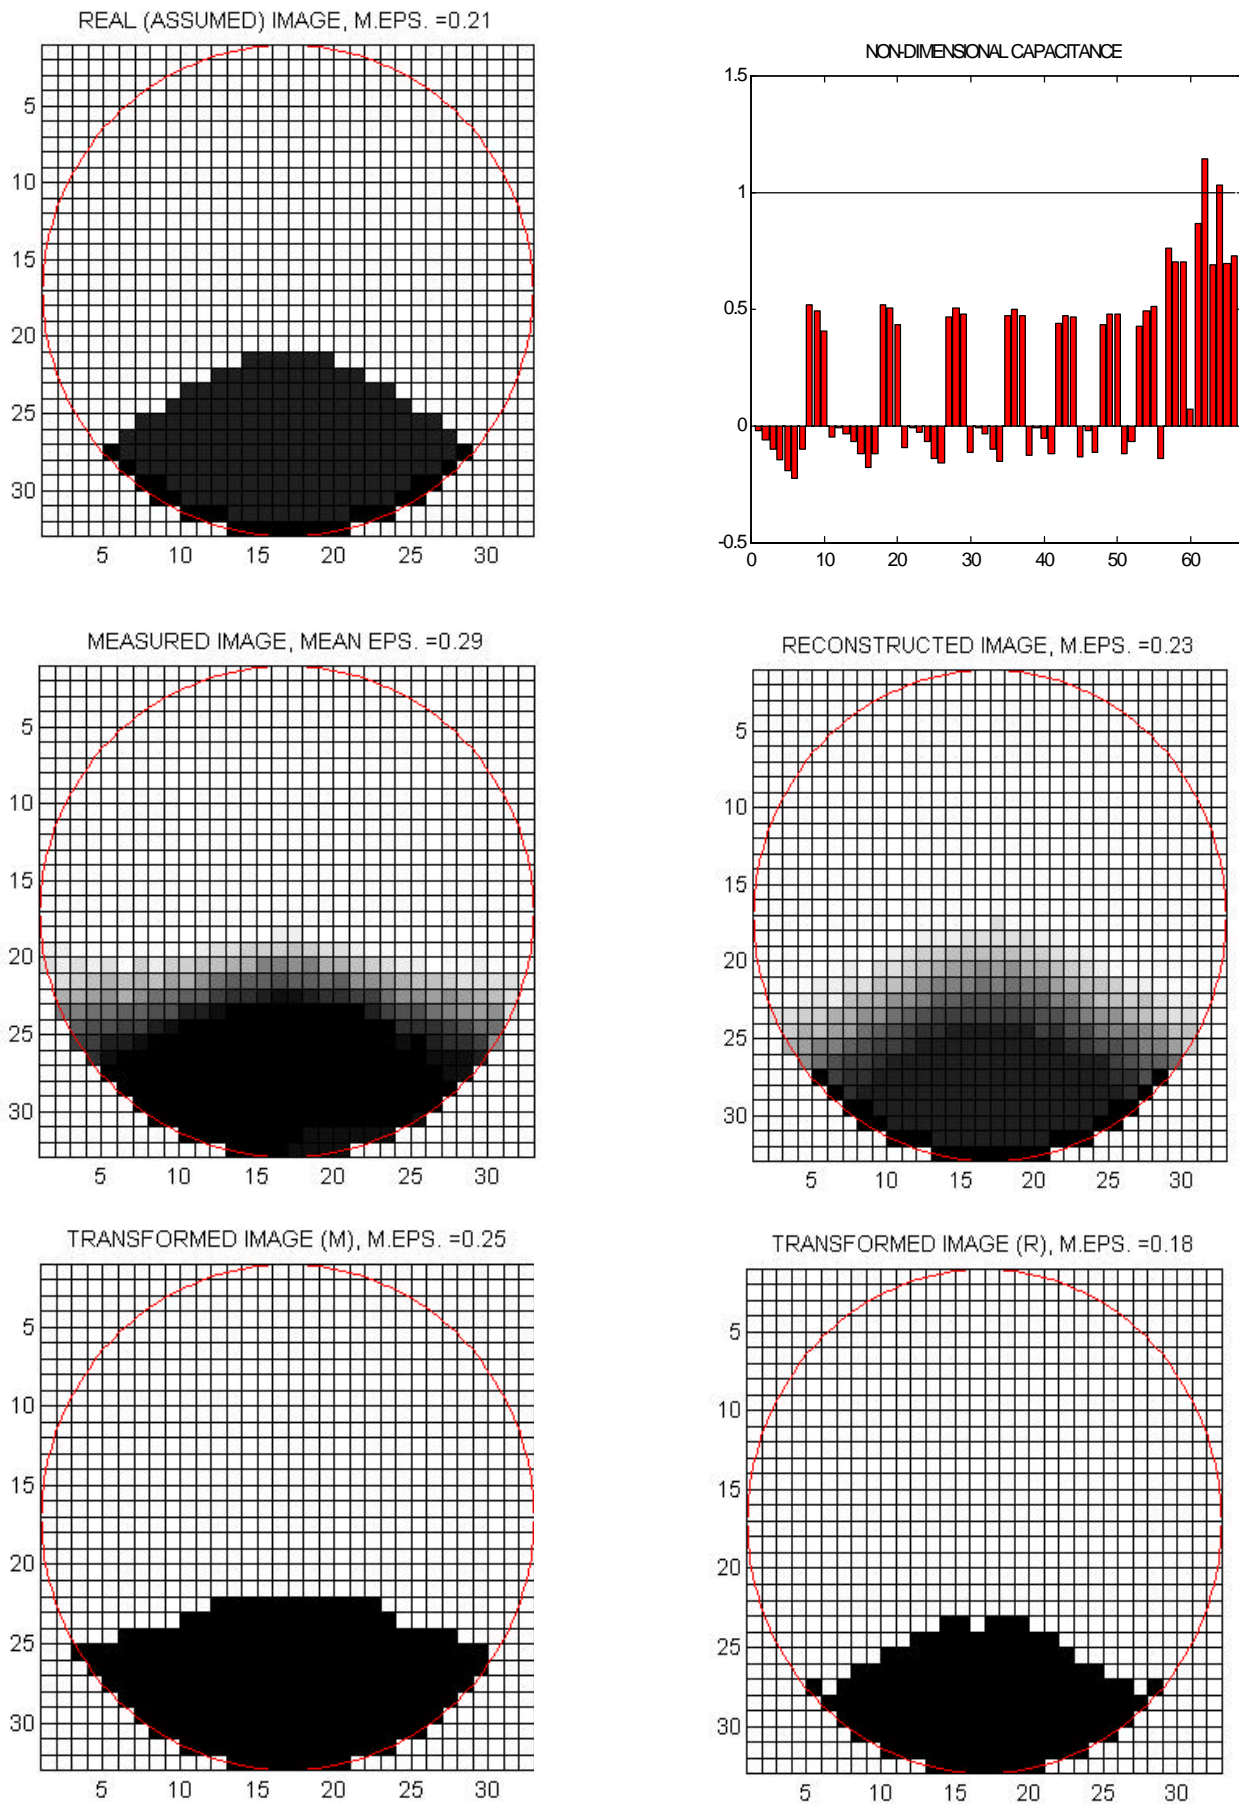 REAL (ASSUMED) IMAGE, M.EPS. =0.21
5
10
15
20
25
30
5 10 15 20 25 30
NON-DIMENSIONAL CAPACITANCE
1.5
1
0.5
0
-0.5
0 10 20 30 40 50 60
MEASURED IMAGE, MEAN EPS. =0.29
5
10
15
20
25
30
5 10 15 20 25 30
RECONSTRUCTED IMAGE, M.EPS. =0.23
5
10
15
20
25
30
5 10 15 20 25 30
TRANSFORMED IMAGE (M), M.EPS. =0.25
5
10
15
20
25
30
5 10 15 20 25 30
TRANSFORMED IMAGE (R), M.EPS. =0.18
5
10
15
20
25
30
5 10 15 20 25 30